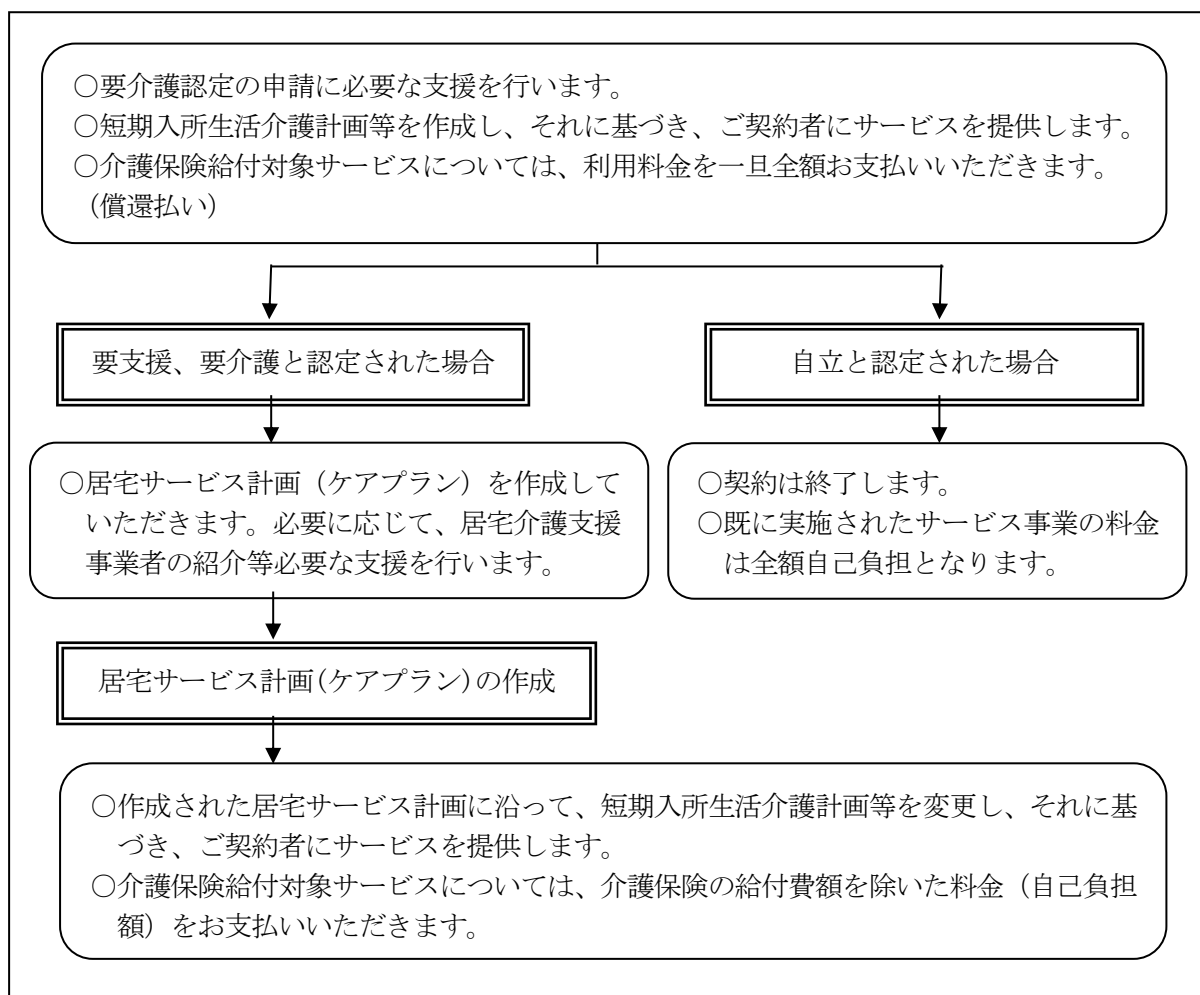 ○要介護認定の申請に必要な支援を行います。
○短期入所生活介護計画等を作成し、それに基づき、ご契約者にサービスを提供します。
○介護保険給付対象サービスについては、利用料金を一旦全額お支払いいただきます。
(償還払い)
要支援、要介護と認定された場合
自立と認定された場合
○居宅サービス計画(ケアプラン)を作成して
いただきます。必要に応じて、居宅介護支援
事業者の紹介等必要な支援を行います。
○契約は終了します。
○既に実施されたサービス事業の料金
は全額自己負担となります。
居宅サービス計画(ケアプラン)の作成
○作成された居宅サービス計画に沿って、短期入所生活介護計画等を変更し、それに基
づき、ご契約者にサービスを提供します。
○介護保険給付対象サービスについては、介護保険の給付費額を除いた料金(自己負担
額)をお支払いいただきます。